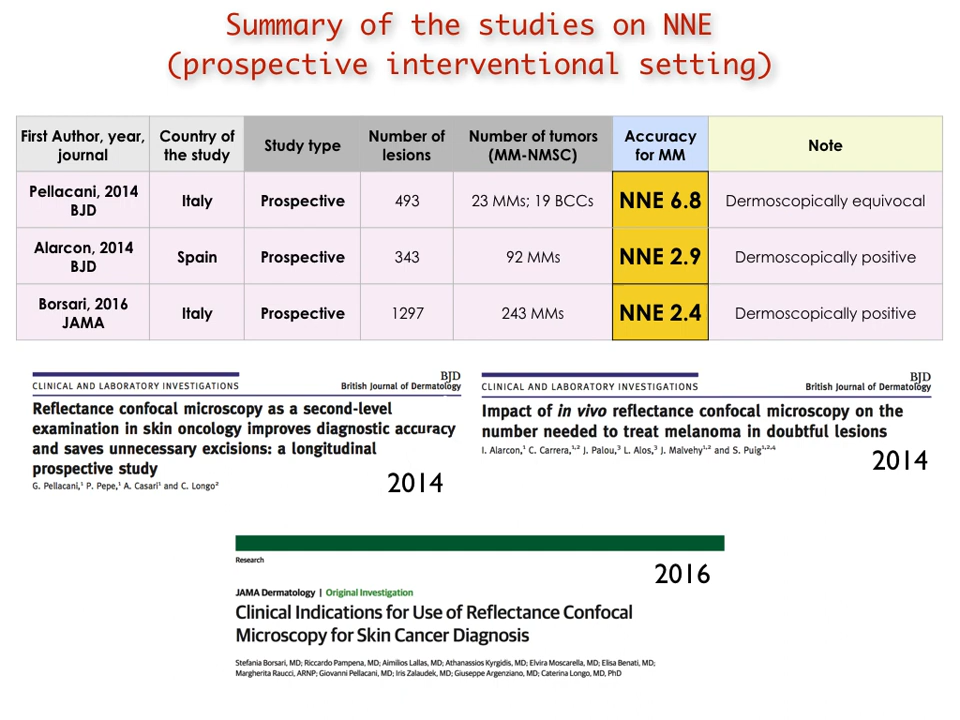 Summary of the studies on NNE
(prospective interventional setting)
First Author, year, journal Country of the study Study type Number of lesions Number of tumors (MM-NMSC) Accuracy for MM Note
Pellacani, 2014 BJD Italy Prospective 493 23 MMs; 19 BCCs NNE 6.8 Dermoscopically equivocal
Alarcon, 2014 BJD Spain Prospective 343 92 MMs NNE 2.9 Dermoscopically positive
Borsari, 2016 JAMA Italy Prospective 1297 243 MMs NNE 2.4 Dermoscopically positive
BJD
CLINICAL AND LABORATORY INVESTIGATIONS British Journal of Dermatology
Reflectance confocal microscopy as a second-level
examination in skin oncology improves diagnostic accuracy
and saves unnecessary excisions: a longitudinal
prospective study
G. Pellacani,¹ P. Pepe,¹ A. Casari¹ and C. Longo²
2014
BJD
CLINICAL AND LABORATORY INVESTIGATIONS British Journal of Dermatology
Impact of in vivo reflectance confocal microscopy on the
number needed to treat melanoma in doubtful lesions
I. Alarcon,¹ C. Carrera,¹,² J. Palou,³ L. Alos,³ J. Malvehy¹,² and S. Puig¹,²,⁴
2014
Research
2016
JAMA Dermatology | Original Investigation
Clinical Indications for Use of Reflectance Confocal
Microscopy for Skin Cancer Diagnosis
Stefania Borsari, MD; Riccardo Pampena, MD; Aimilios Lallas, MD; Athanassios Kyrgidis, MD; Elvira Moscarella, MD; Elisa Benati, MD;
Margherita Raucci, ARNP; Giovanni Pellacani, MD; Iris Zalaudek, MD; Giuseppe Argenziano, MD; Caterina Longo, MD, PhD